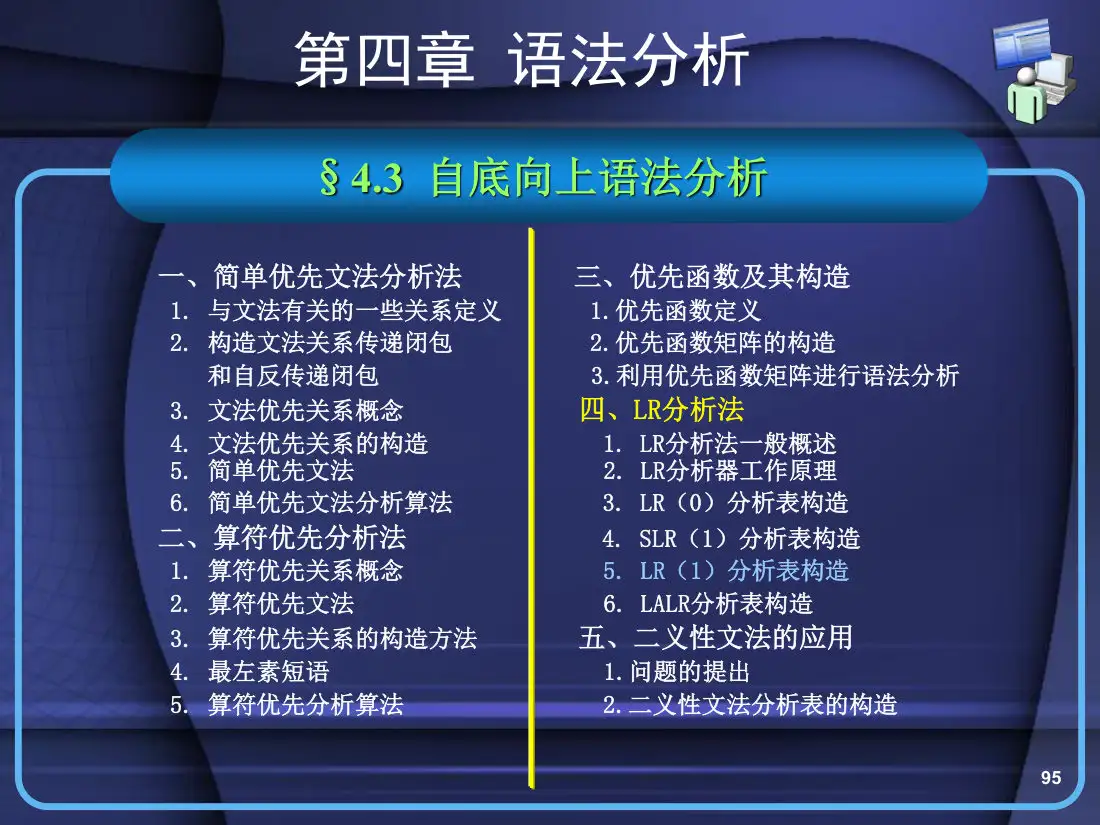 第四章 语法分析
§4.3 自底向上语法分析
一、简单优先文法分析法
1. 与文法有关的一些关系定义
2. 构造文法关系传递闭包
和自反传递闭包
3. 文法优先关系概念
4. 文法优先关系的构造
5. 简单优先文法
6. 简单优先文法分析算法
二、算符优先分析法
1. 算符优先关系概念
2. 算符优先文法
3. 算符优先关系的构造方法
4. 最左素短语
5. 算符优先分析算法
三、优先函数及其构造
1.优先函数定义
2.优先函数矩阵的构造
3.利用优先函数矩阵进行语法分析
四、LR分析法
1. LR分析法一般概述
2. LR分析器工作原理
3. LR（0）分析表构造
4. SLR（1）分析表构造
5. LR（1）分析表构造
6. LALR分析表构造
五、二义性文法的应用
1.问题的提出
2.二义性文法分析表的构造
95